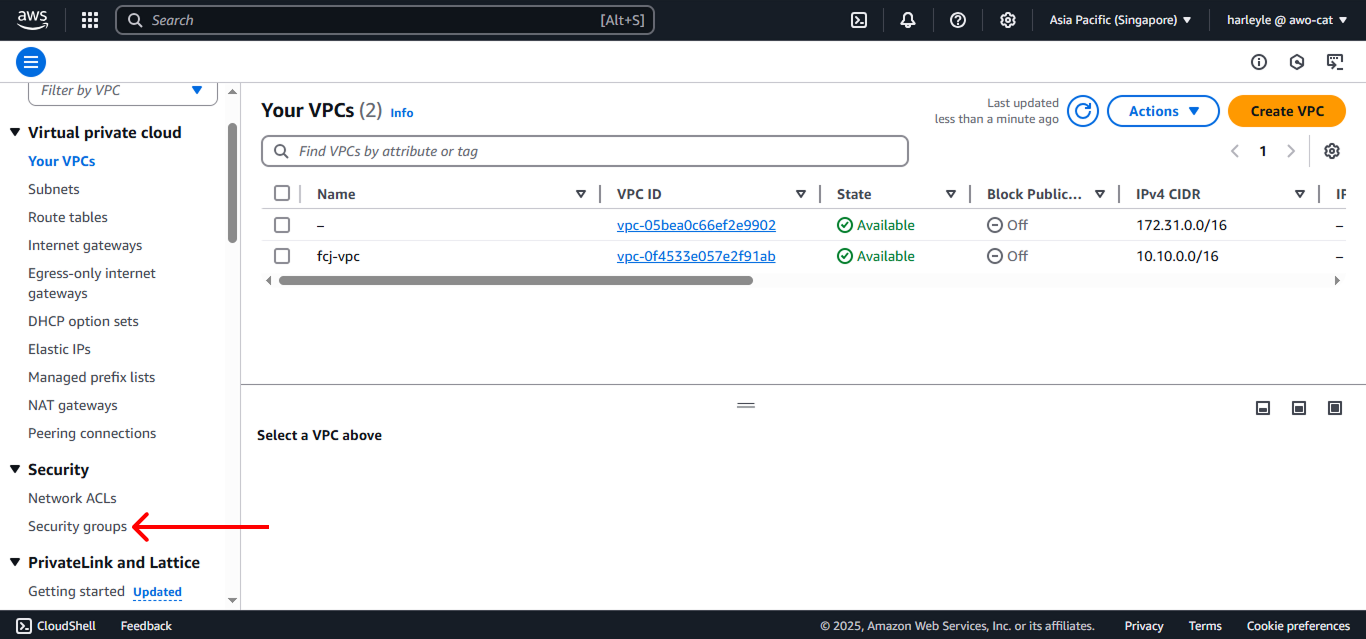 aws
Search [Alt+S]
Asia Pacific (Singapore)
harleyle @ awo-cat
Filter by VPC
Virtual private cloud
Your VPCs
Subnets
Route tables
Internet gateways
Egress-only internet
gateways
DHCP option sets
Elastic IPs
Managed prefix lists
NAT gateways
Peering connections
Security
Network ACLs
Security groups
PrivateLink and Lattice
Getting started Updated
Your VPCs (2) Info
Last updated
less than a minute ago
Actions
Create VPC
Find VPCs by attribute or tag
1
Name VPC ID State Block Public... IPv4 CIDR
– vpc-05bea0c66ef2e9902 Available Off 172.31.0.0/16 –
fcj-vpc vpc-0f4533e057e2f91ab Available Off 10.10.0.0/16 –
Select a VPC above
CloudShell Feedback © 2025, Amazon Web Services, Inc. or its affiliates. Privacy Terms Cookie preferences